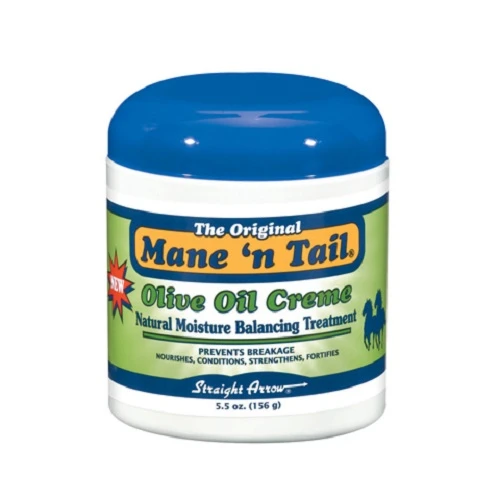 The Original
Mane 'n Tail®
NEW
Olive Oil Creme
Natural Moisture Balancing Treatment
PREVENTS BREAKAGE
NOURISHES, CONDITIONS, STRENGTHENS, FORTIFIES
Straight Arrow
5.5 oz. (156 g)